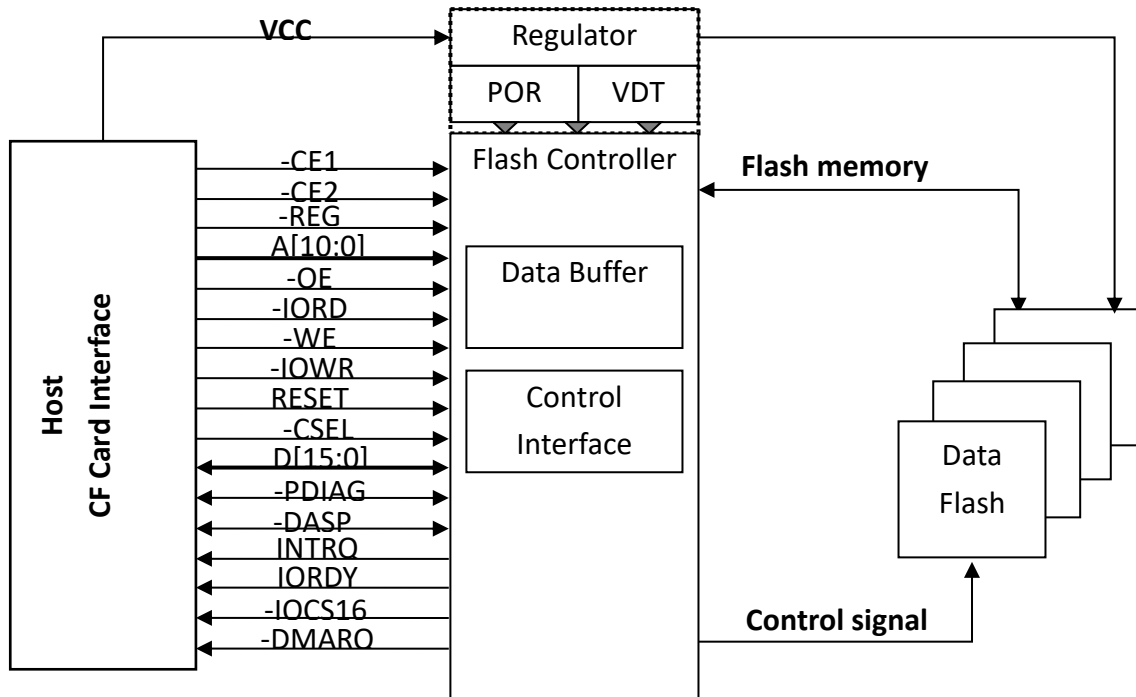 VCC
Regulator
POR
VDT
Flash Controller
-CE1
-CE2
-REG
A[10:0]
-OE
-IORD
-WE
-IOWR
RESET
-CSEL
D[15:0]
-PDIAG
-DASP
INTRQ
IORDY
-IOCS16
-DMARQ
Host
CF Card Interface
Data Buffer
Control
Interface
Flash memory
Data
Flash
Control signal